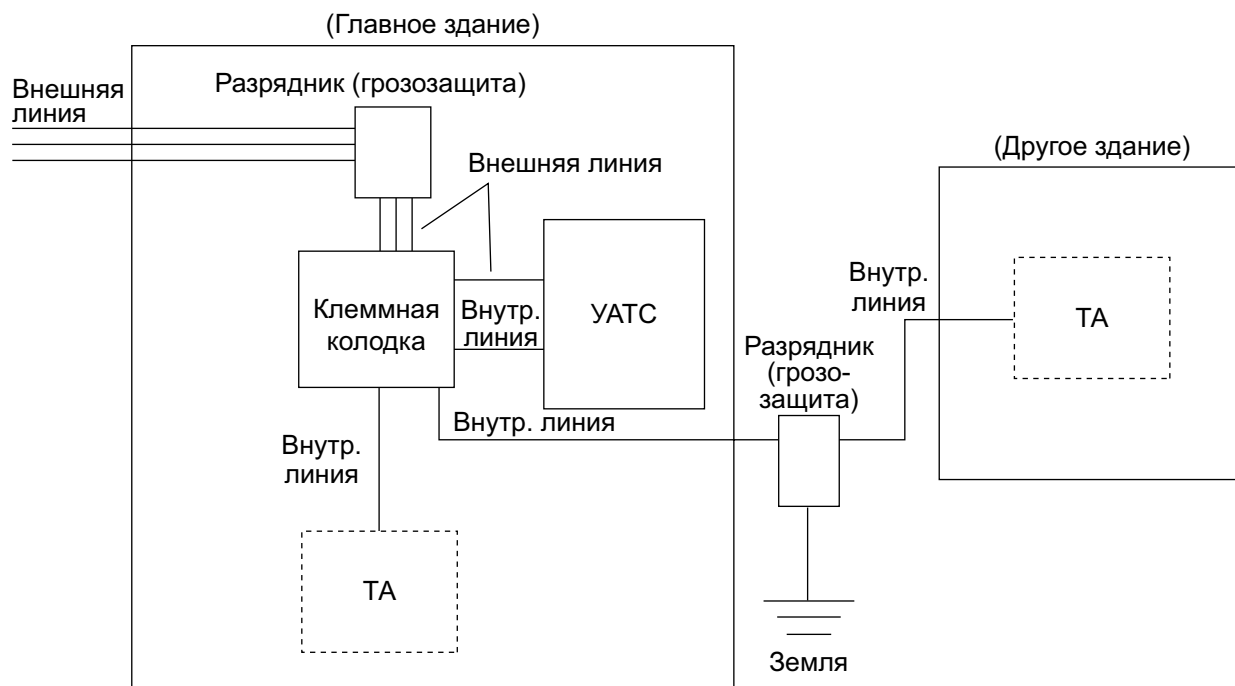 (Главное здание)
Внешняя
линия
Разрядник (грозозащита)
Внешняя линия
Клеммная
колодка
Внутр.
линия
УАТС
Внутр. линия
Внутр.
линия
ТА
Разрядник
(грозо-
защита)
Земля
(Другое здание)
Внутр.
линия
ТА